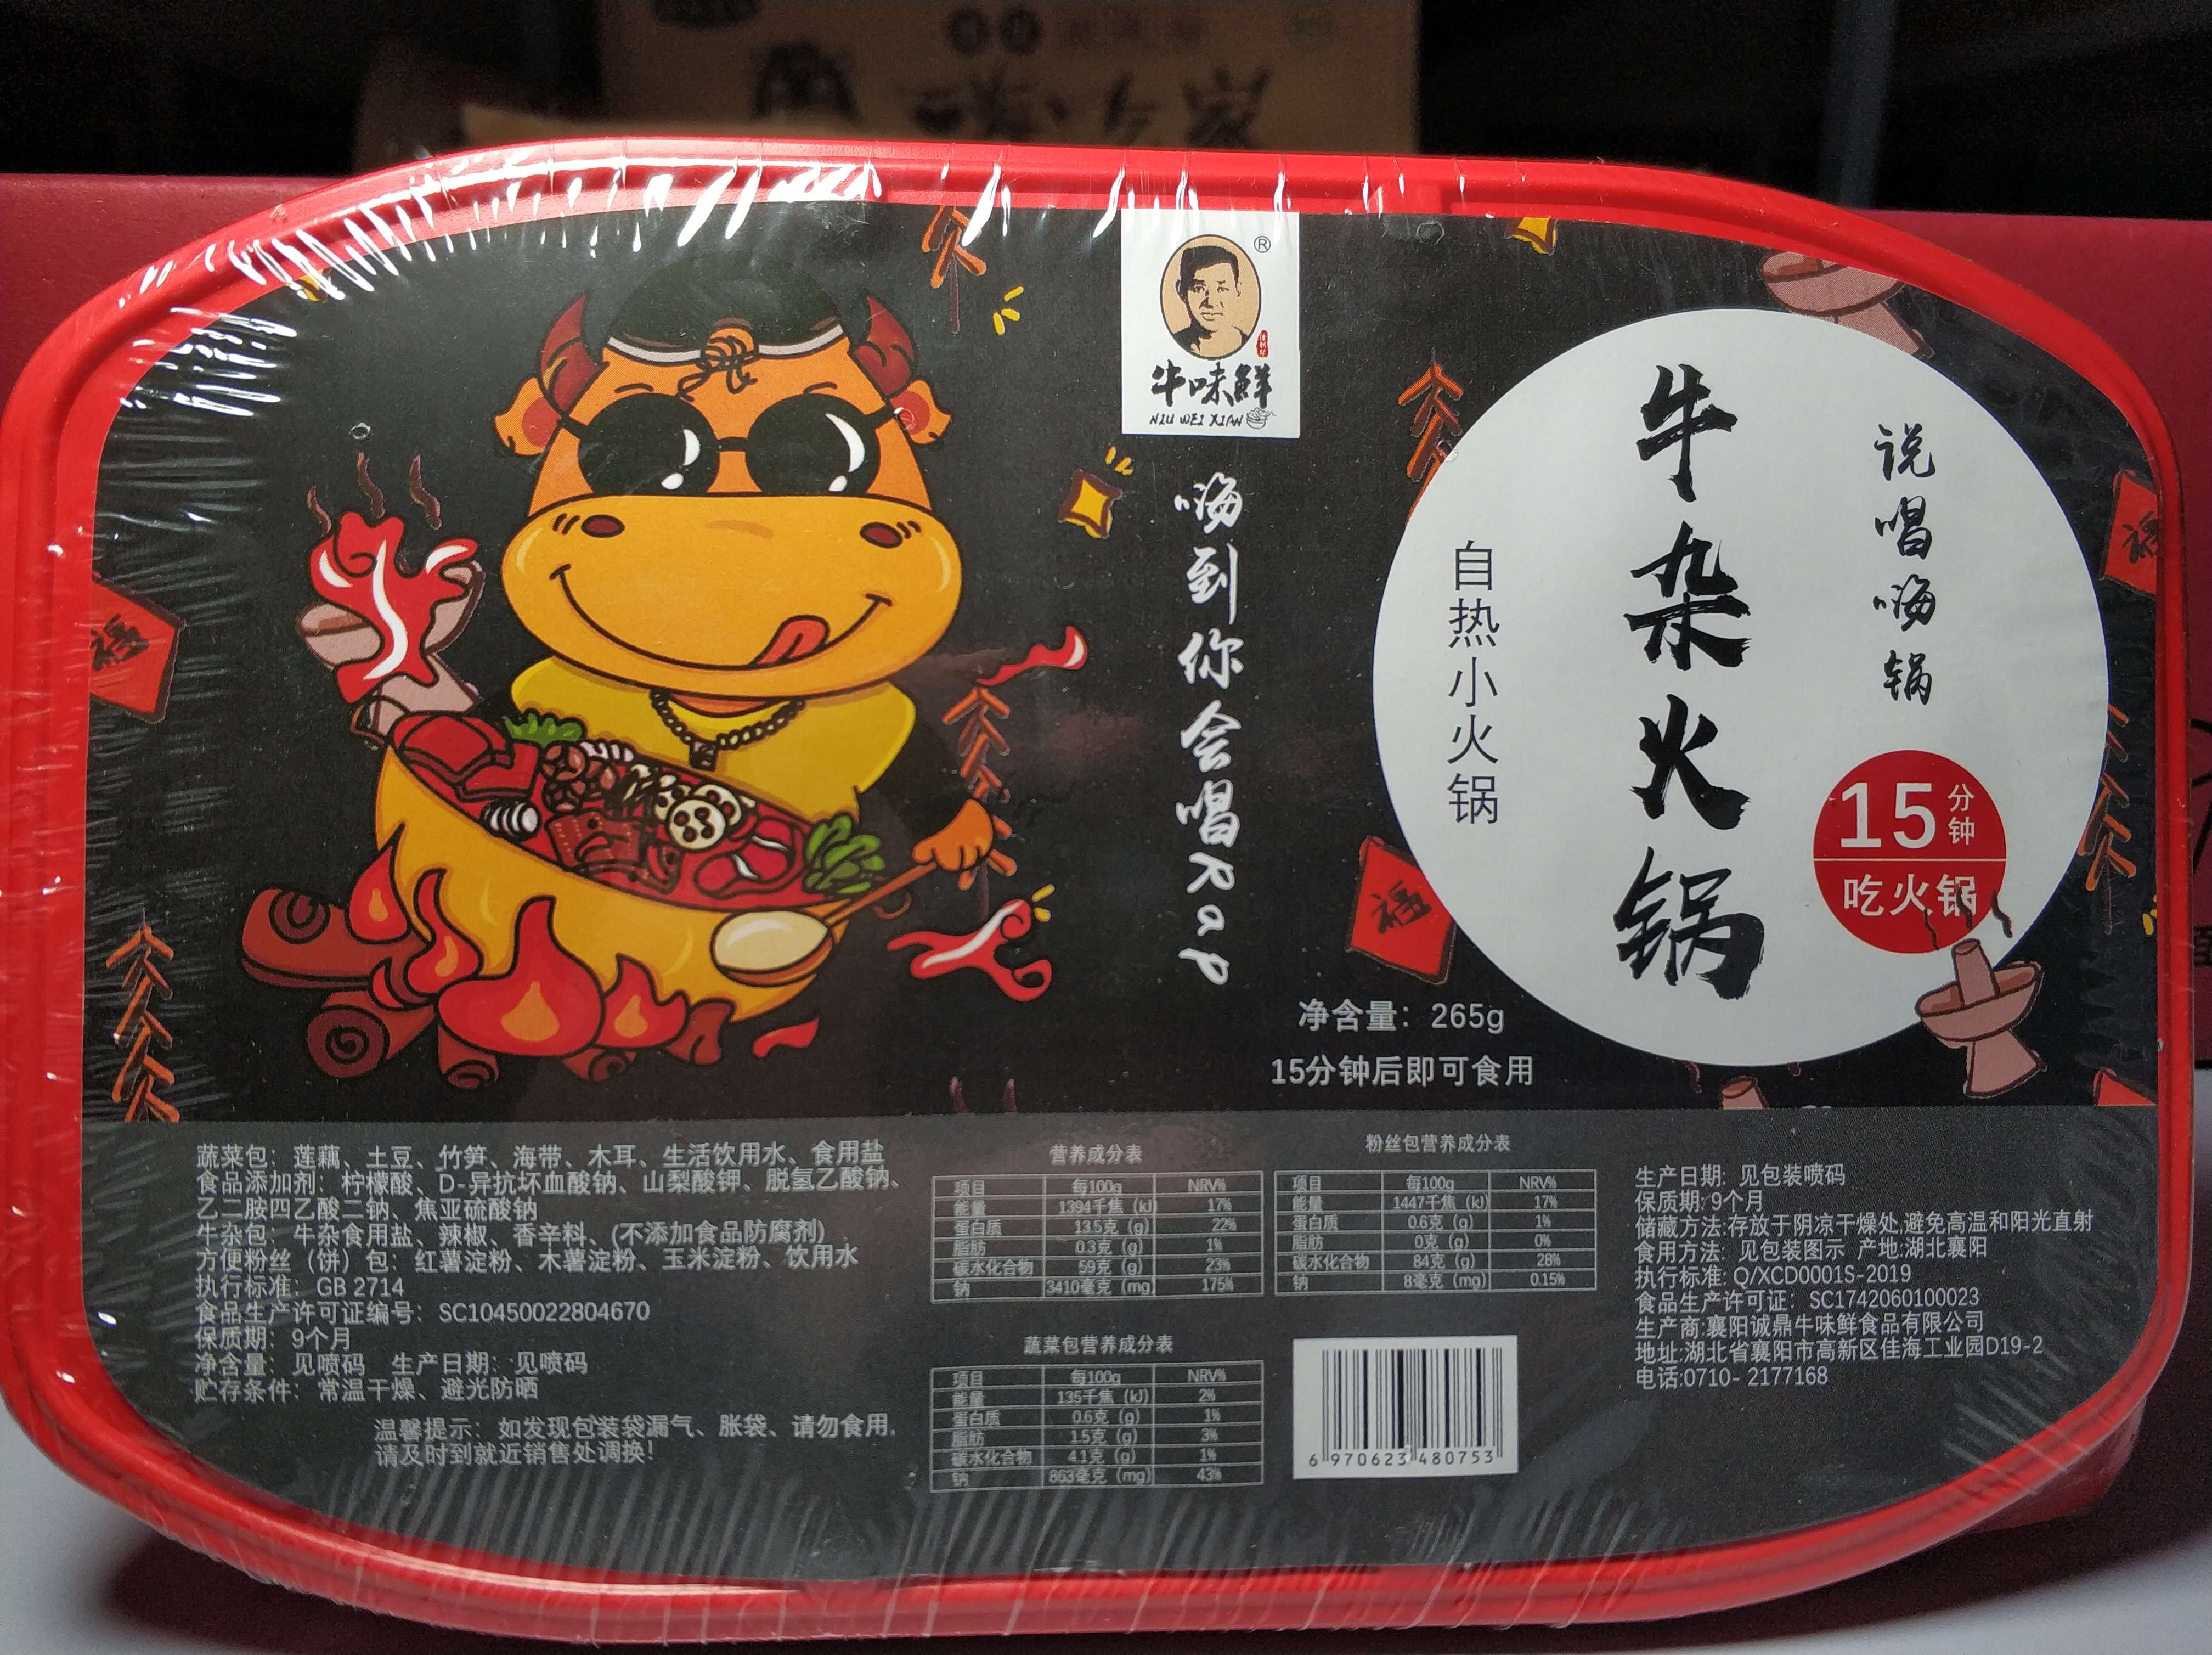 牛味鲜
NIU WEI XIAN
®
嗨到你会唱Rap
说唱嗨锅
牛杂火锅
自热小火锅
15分钟
吃火锅
福
福
福
净含量：265g
15分钟后即可食用
蔬菜包：莲藕、土豆、竹笋、海带、木耳、生活饮用水、食用盐
食品添加剂：柠檬酸、D-异抗坏血酸钠、山梨酸钾、脱氢乙酸钠、
乙二胺四乙酸二钠、焦亚硫酸钠
牛杂包：牛杂食用盐、辣椒、香辛料、(不添加食品防腐剂)
方便粉丝（饼）包：红薯淀粉、木薯淀粉、玉米淀粉、饮用水
执行标准：GB 2714
食品生产许可证编号：SC10450022804670
保质期：9个月
净含量：见喷码 生产日期：见喷码
贮存条件：常温干燥、避光防晒
温馨提示：如发现包装袋漏气、胀袋、请勿食用，
请及时到就近销售处调换！
营养成分表
项目 每100g NRV%
能量 1394千焦（kJ） 17%
蛋白质 13.5克（g） 22%
脂肪 0.3克（g） 1%
碳水化合物 59克（g） 23%
钠 3410毫克（mg） 175%
粉丝包营养成分表
项目 每100g NRV%
能量 1447千焦（kJ） 17%
蛋白质 0.6克（g） 1%
脂肪 0克（g） 0%
碳水化合物 84克（g） 28%
钠 8毫克（mg） 0.15%
蔬菜包营养成分表
项目 每100g NRV%
能量 135千焦（kJ） 2%
蛋白质 0.6克（g） 1%
脂肪 1.5克（g） 3%
碳水化合物 4.1克（g） 1%
钠 863毫克（mg） 43%
6 970623 480753
生产日期：见包装喷码
保质期：9个月
储藏方法:存放于阴凉干燥处,避免高温和阳光直射
食用方法：见包装图示 产地:湖北襄阳
执行标准: Q/XCD0001S-2019
食品生产许可证：SC1742060100023
生产商:襄阳诚鼎牛味鲜食品有限公司
地址:湖北省襄阳市高新区佳海工业园D19-2
电话:0710- 2177168